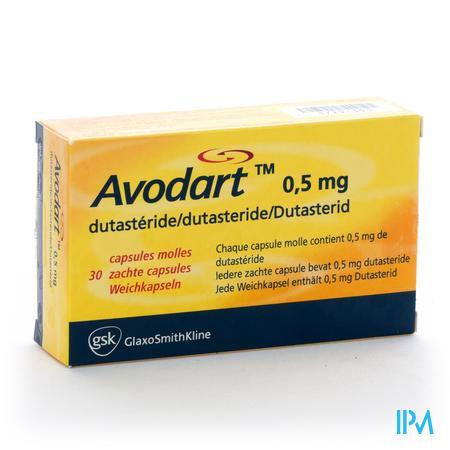 Avodart™ 0,5 mg
dutastéride/dutasteride/Dutasterid
capsules molles
30 zachte capsules
Weichkapseln
Chaque capsule molle contient 0,5 mg de
dutastéride
Iedere zachte capsule bevat 0,5 mg dutasteride
Jede Weichkapsel enthält 0,5 mg Dutasterid
gsk GlaxoSmithKline
Avodart™ 0,5 mg
IPM